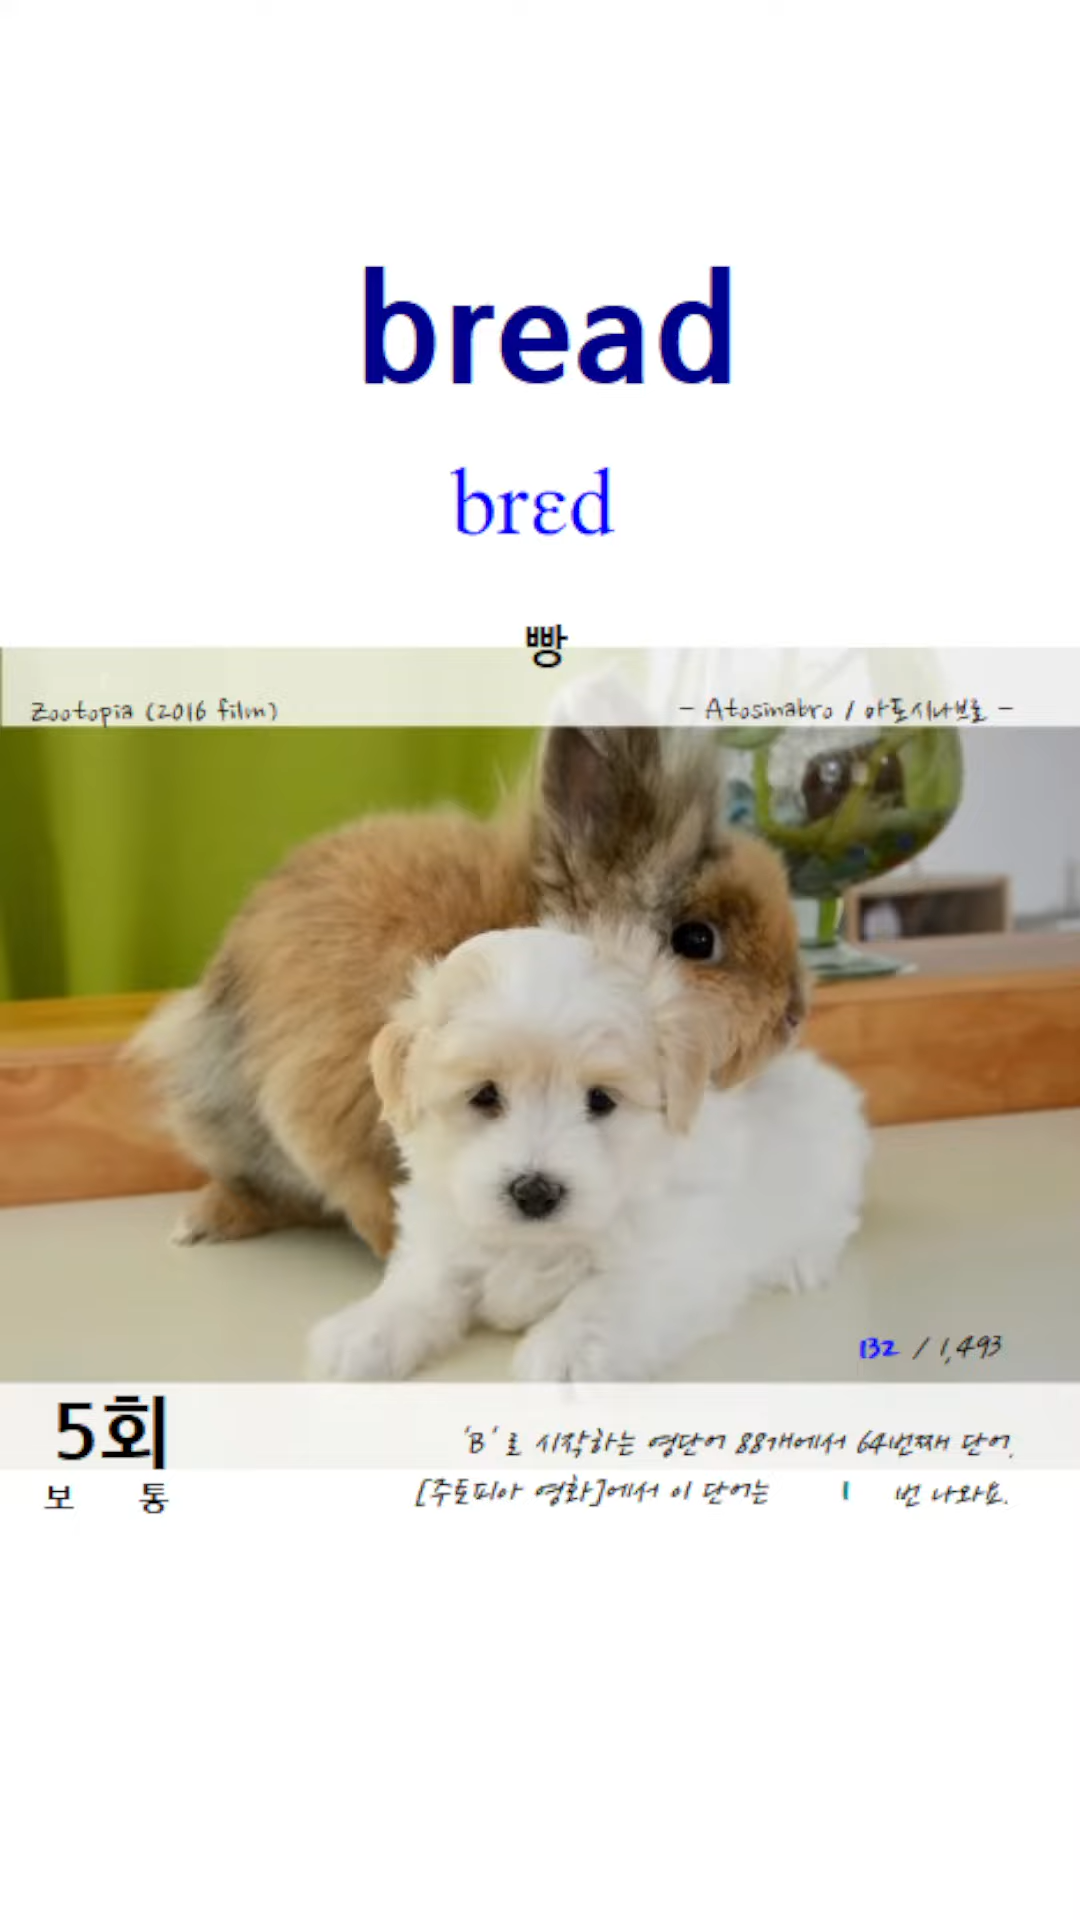 bread
brɛd
빵
Zootopia (2016 film)
- Atosinabro / 아토시나브로 -
132 / 1,493
5회
'B'로 시작하는 영단어 88개에서 64번째 단어.
보 통
[주토피아 영화]에서 이 단어는 1 번 나와요.